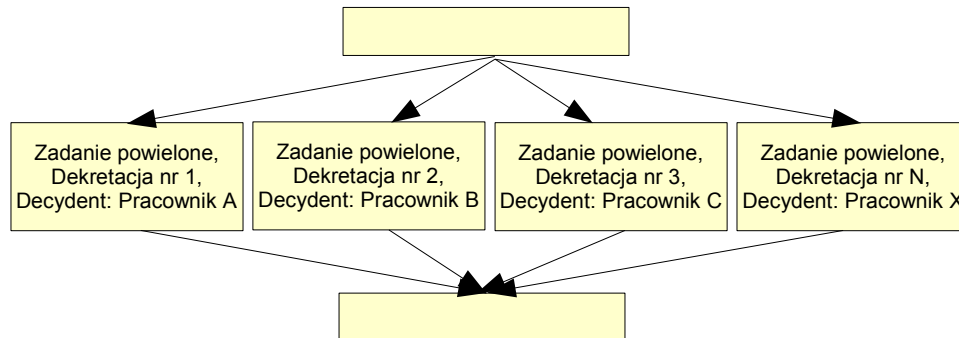 Zadanie powielone,
Dekretacja nr 1,
Decydent: Pracownik A
Zadanie powielone,
Dekretacja nr 2,
Decydent: Pracownik B
Zadanie powielone,
Dekretacja nr 3,
Decydent: Pracownik C
Zadanie powielone,
Dekretacja nr N,
Decydent: Pracownik X